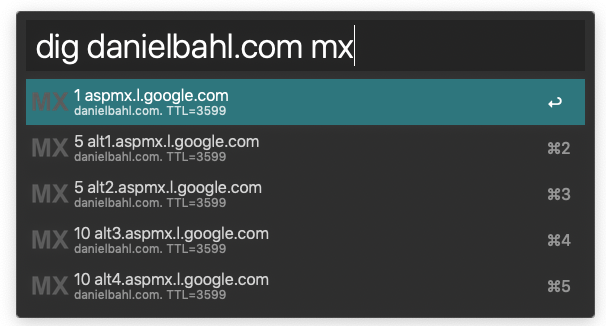 dig danielbahl.com mx
MX 1 aspmx.l.google.com ↩
danielbahl.com. TTL=3599
MX 5 alt1.aspmx.l.google.com ⌘2
danielbahl.com. TTL=3599
MX 5 alt2.aspmx.l.google.com ⌘3
danielbahl.com. TTL=3599
MX 10 alt3.aspmx.l.google.com ⌘4
danielbahl.com. TTL=3599
MX 10 alt4.aspmx.l.google.com ⌘5
danielbahl.com. TTL=3599